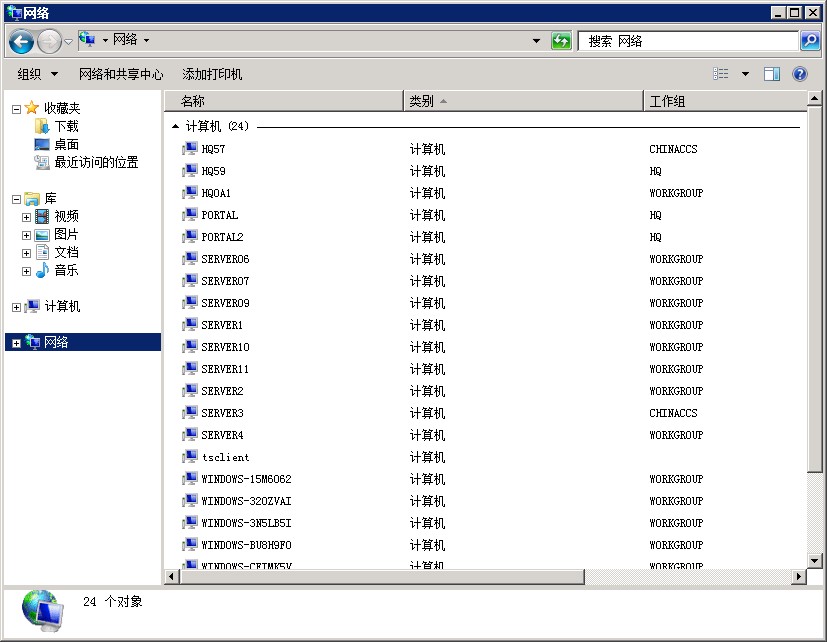 网络
网络
搜索 网络
组织 网络和共享中心 添加打印机
收藏夹
下载
桌面
最近访问的位置
库
视频
图片
文档
音乐
计算机
网络
名称 类别 工作组
计算机 (24)
HQ57 计算机 CHINACCS
HQ59 计算机 HQ
HQOA1 计算机 WORKGROUP
PORTAL 计算机 HQ
PORTAL2 计算机 HQ
SERVER06 计算机 WORKGROUP
SERVER07 计算机 WORKGROUP
SERVER09 计算机 WORKGROUP
SERVER1 计算机 WORKGROUP
SERVER10 计算机 WORKGROUP
SERVER11 计算机 WORKGROUP
SERVER2 计算机 WORKGROUP
SERVER3 计算机 CHINACCS
SERVER4 计算机 WORKGROUP
tsclient 计算机
WINDOWS-15M6062 计算机 WORKGROUP
WINDOWS-32OZVAI 计算机 WORKGROUP
WINDOWS-3N5LB5I 计算机 WORKGROUP
WINDOWS-BU8H9FO 计算机 WORKGROUP
计算机 WORKGROUP
24 个对象